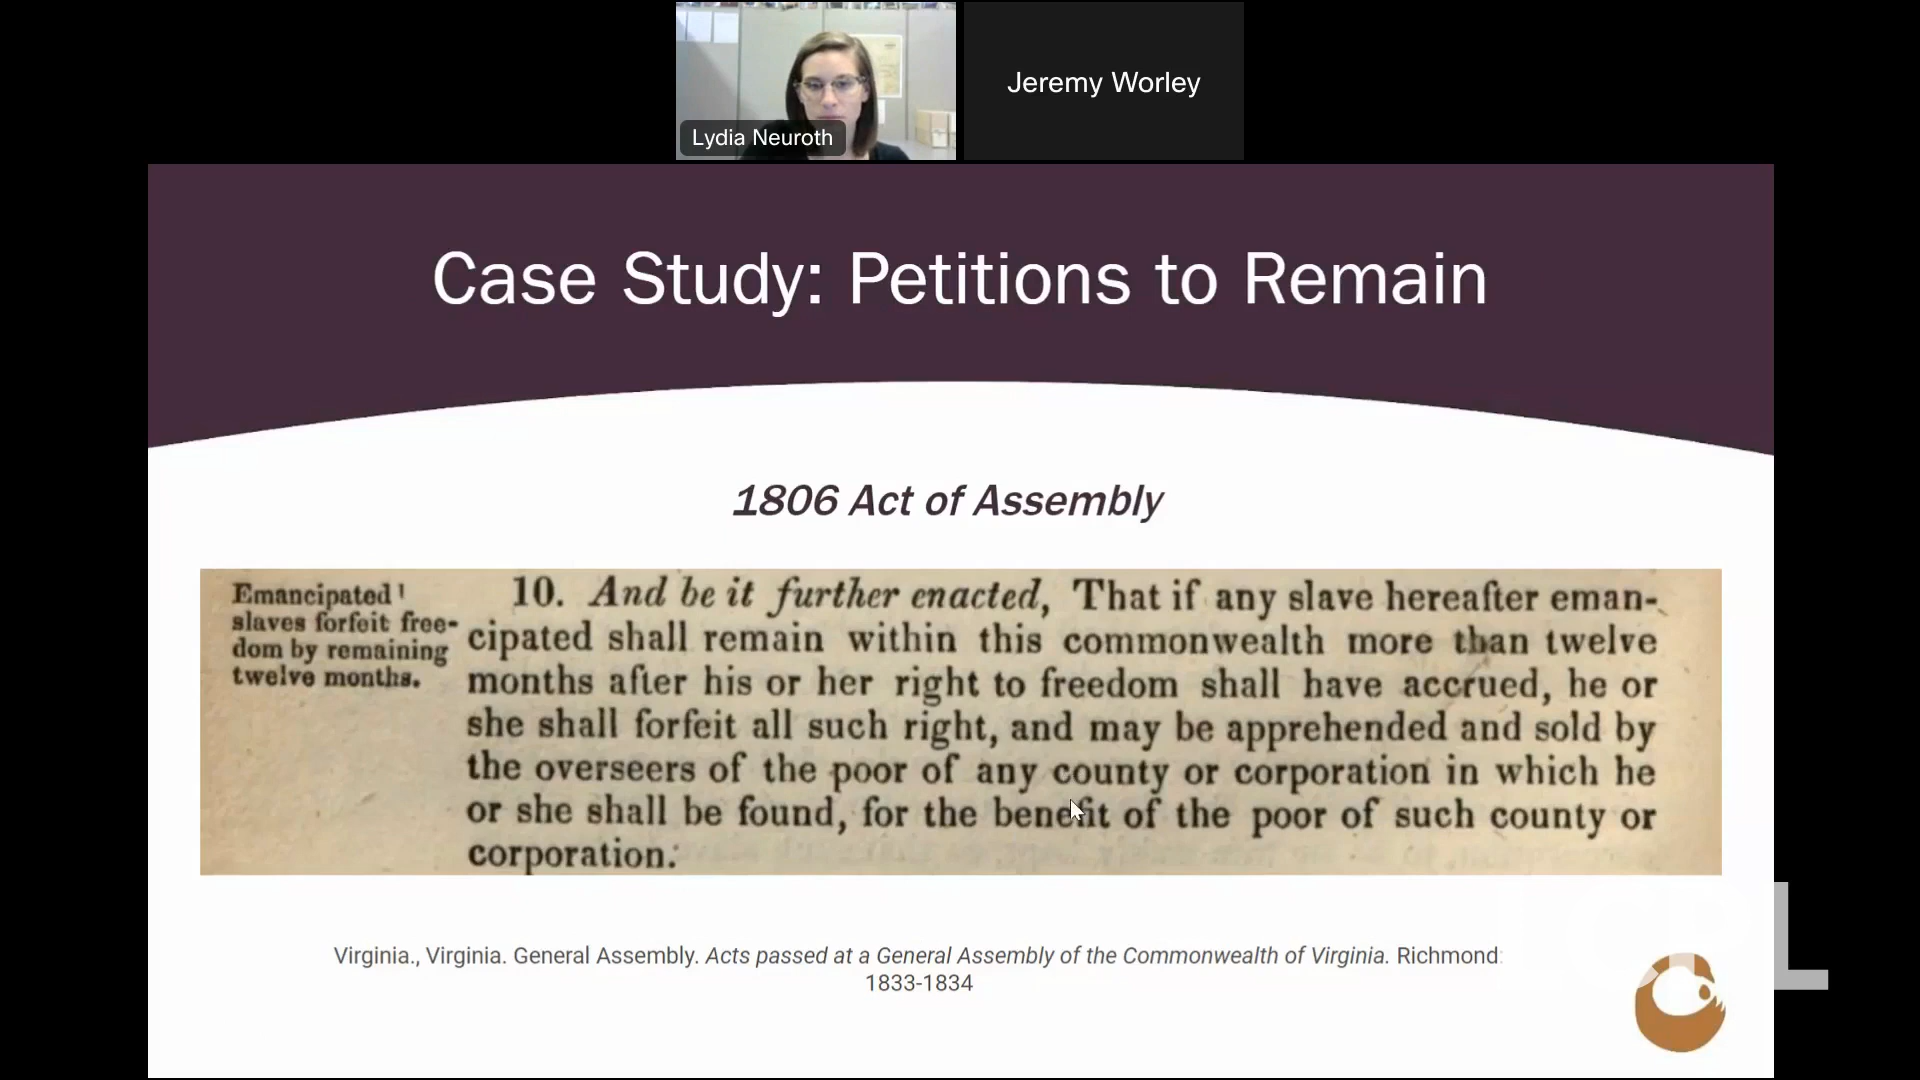 Lydia Neuroth
Jeremy Worley
Case Study: Petitions to Remain
1806 Act of Assembly
Emancipated
slaves forfeit free-
dom by remaining
twelve months.
10. And be it further enacted, That if any slave hereafter eman-
cipated shall remain within this commonwealth more than twelve
months after his or her right to freedom shall have accrued, he or
she shall forfeit all such right, and may be apprehended and sold by
the overseers of the poor of any county or corporation in which he
or she shall be found, for the benefit of the poor of such county or
corporation.
Virginia., Virginia. General Assembly. Acts passed at a General Assembly of the Commonwealth of Virginia. Richmond:
1833-1834